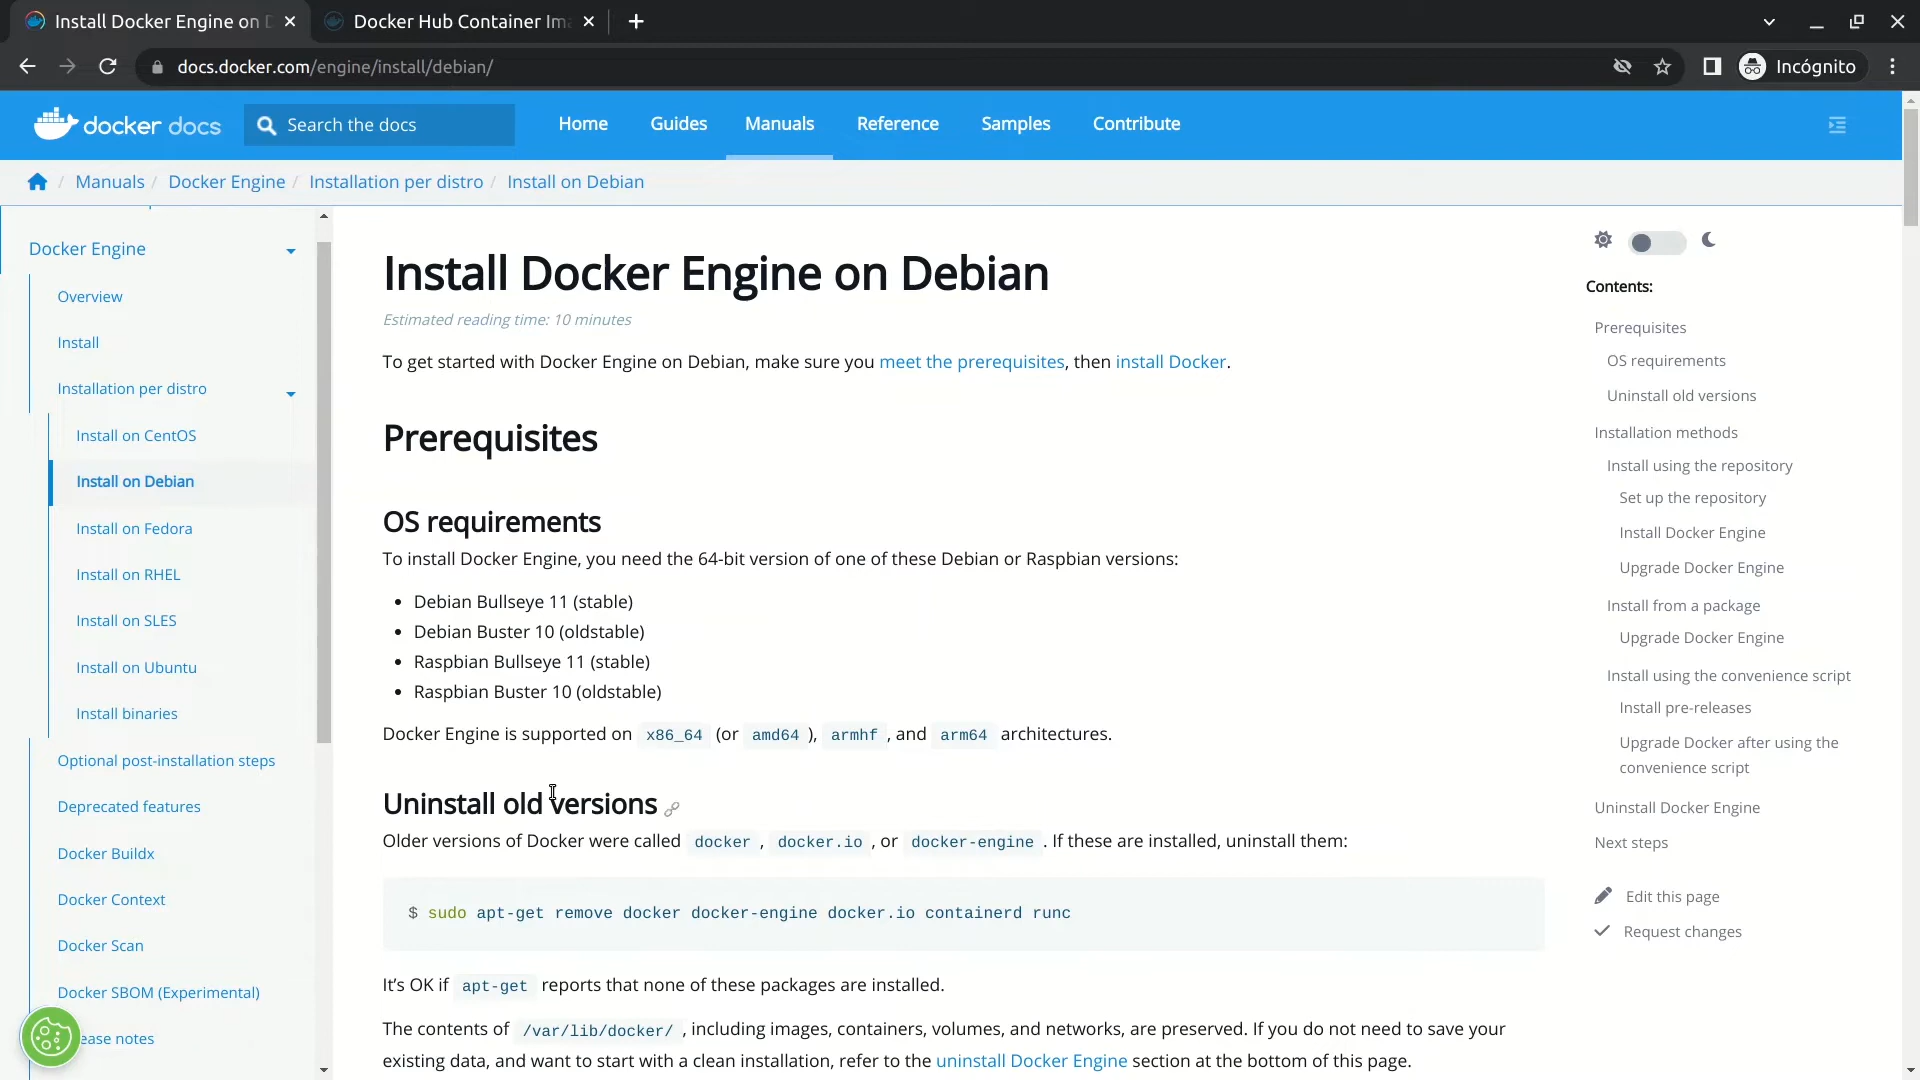 Install Docker Engine on D
Docker Hub Container Im
docs.docker.com/engine/install/debian/
Incógnito
docker docs
Search the docs
Home
Guides
Manuals
Reference
Samples
Contribute
Manuals / Docker Engine / Installation per distro / Install on Debian
Docker Engine
Overview
Install
Installation per distro
Install on CentOS
Install on Debian
Install on Fedora
Install on RHEL
Install on SLES
Install on Ubuntu
Install binaries
Optional post-installation steps
Deprecated features
Docker Buildx
Docker Context
Docker Scan
Docker SBOM (Experimental)
ease notes
Install Docker Engine on Debian
Estimated reading time: 10 minutes
To get started with Docker Engine on Debian, make sure you meet the prerequisites, then install Docker.
Prerequisites
OS requirements
To install Docker Engine, you need the 64-bit version of one of these Debian or Raspbian versions:
• Debian Bullseye 11 (stable)
• Debian Buster 10 (oldstable)
• Raspbian Bullseye 11 (stable)
• Raspbian Buster 10 (oldstable)
Docker Engine is supported on x86_64 (or amd64 ), armhf , and arm64 architectures.
Uninstall old versions
Older versions of Docker were called docker , docker.io , or docker-engine . If these are installed, uninstall them:
$ sudo apt-get remove docker docker-engine docker.io containerd runc
It’s OK if apt-get reports that none of these packages are installed.
The contents of /var/lib/docker/ , including images, containers, volumes, and networks, are preserved. If you do not need to save your
existing data, and want to start with a clean installation, refer to the uninstall Docker Engine section at the bottom of this page.
Contents:
Prerequisites
OS requirements
Uninstall old versions
Installation methods
Install using the repository
Set up the repository
Install Docker Engine
Upgrade Docker Engine
Install from a package
Upgrade Docker Engine
Install using the convenience script
Install pre-releases
Upgrade Docker after using the
convenience script
Uninstall Docker Engine
Next steps
Edit this page
Request changes